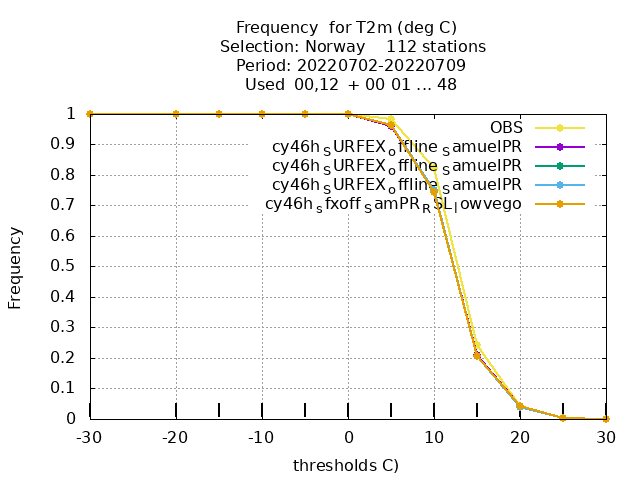 Frequency for T2m (deg C)
Selection: Norway 112 stations
Period: 20220702-20220709
Used 00,12 + 00 01 ... 48
1
0.9
0.8
0.7
0.6
0.5
0.4
0.3
0.2
0.1
0
Frequency
OBS
cy46h_SURFEX_offline_SamuelPR
cy46h_SURFEX_offline_SamuelPR
cy46h_SURFEX_offline_SamuelPR
cy46h_sfxoff_SamPR_RSL_lowvego
-30 -20 -10 0 10 20 30
thresholds C)